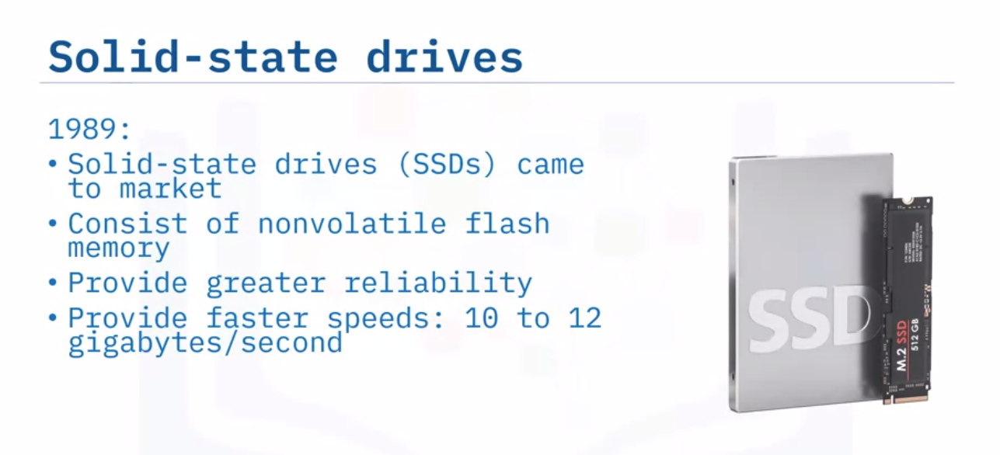 Solid-state drives
1989:
• Solid-state drives (SSDs) came
to market
• Consist of nonvolatile flash
memory
• Provide greater reliability
• Provide faster speeds: 10 to 12
gigabytes/second
SSD
M.2 SSD
512 GB